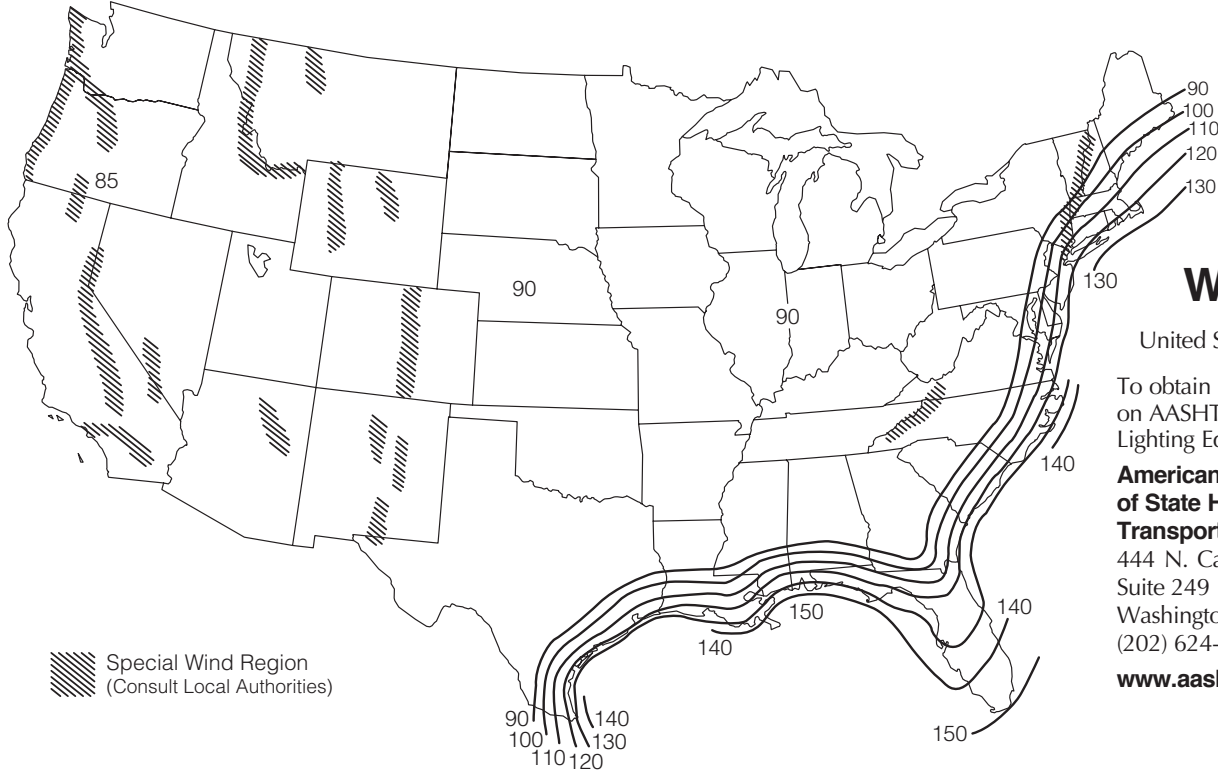 90
100
110
120
130
85
130
W
United S
90
90
To obtain
on AASHT
Lighting Ed
140
American
of State H
Transport
444 N. Ca
Suite 249
Washingto
(202) 624-
www.aash
150
140
140
Special Wind Region
(Consult Local Authorities)
90
100
110
120
130
140
150